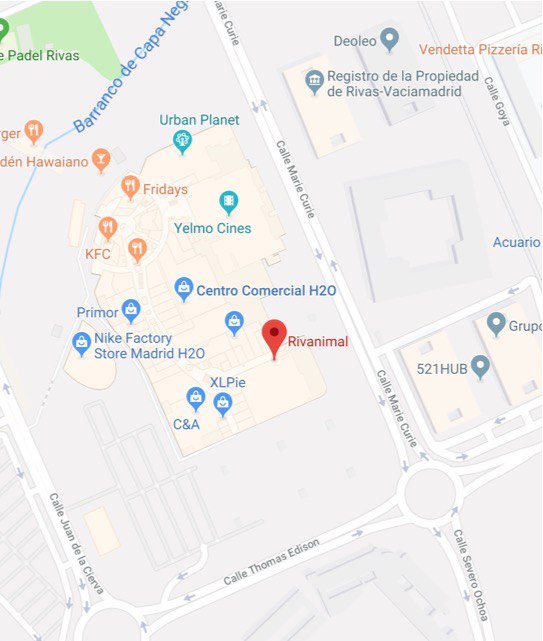 Marie Curie
Barranco de Capa Neg
e Padel Rivas
Deoleo
Vendetta Pizzería Ri
Registro de la Propiedad
de Rivas-Vaciamadrid
Calle Goya
Urban Planet
rger
dén Hawaiano
Calle Marie Curie
Fridays
Yelmo Cines
KFC
Acuario
Centro Comercial H2O
Primor
Nike Factory
Store Madrid H2O
Rivanimal
Grupo
521HUB
XLPie
C&A
Calle Marie Curie
Calle Juan de la Cierva
Calle Thomas Edison
Calle Severo Ochoa